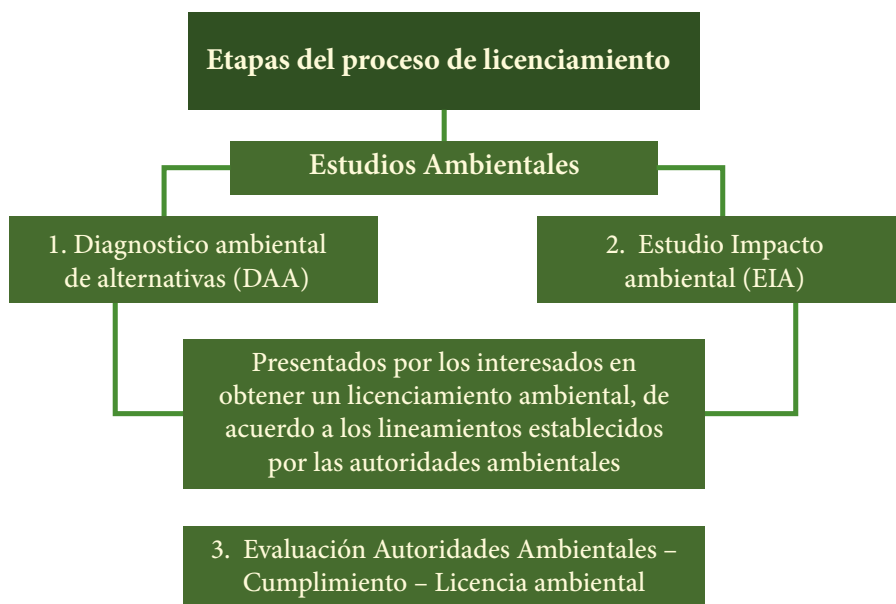 Etapas del proceso de licenciamiento
Estudios Ambientales
1. Diagnostico ambiental
de alternativas (DAA)
2. Estudio Impacto
ambiental (EIA)
Presentados por los interesados en
obtener un licenciamiento ambiental, de
acuerdo a los lineamientos establecidos
por las autoridades ambientales
3. Evaluación Autoridades Ambientales –
Cumplimiento – Licencia ambiental